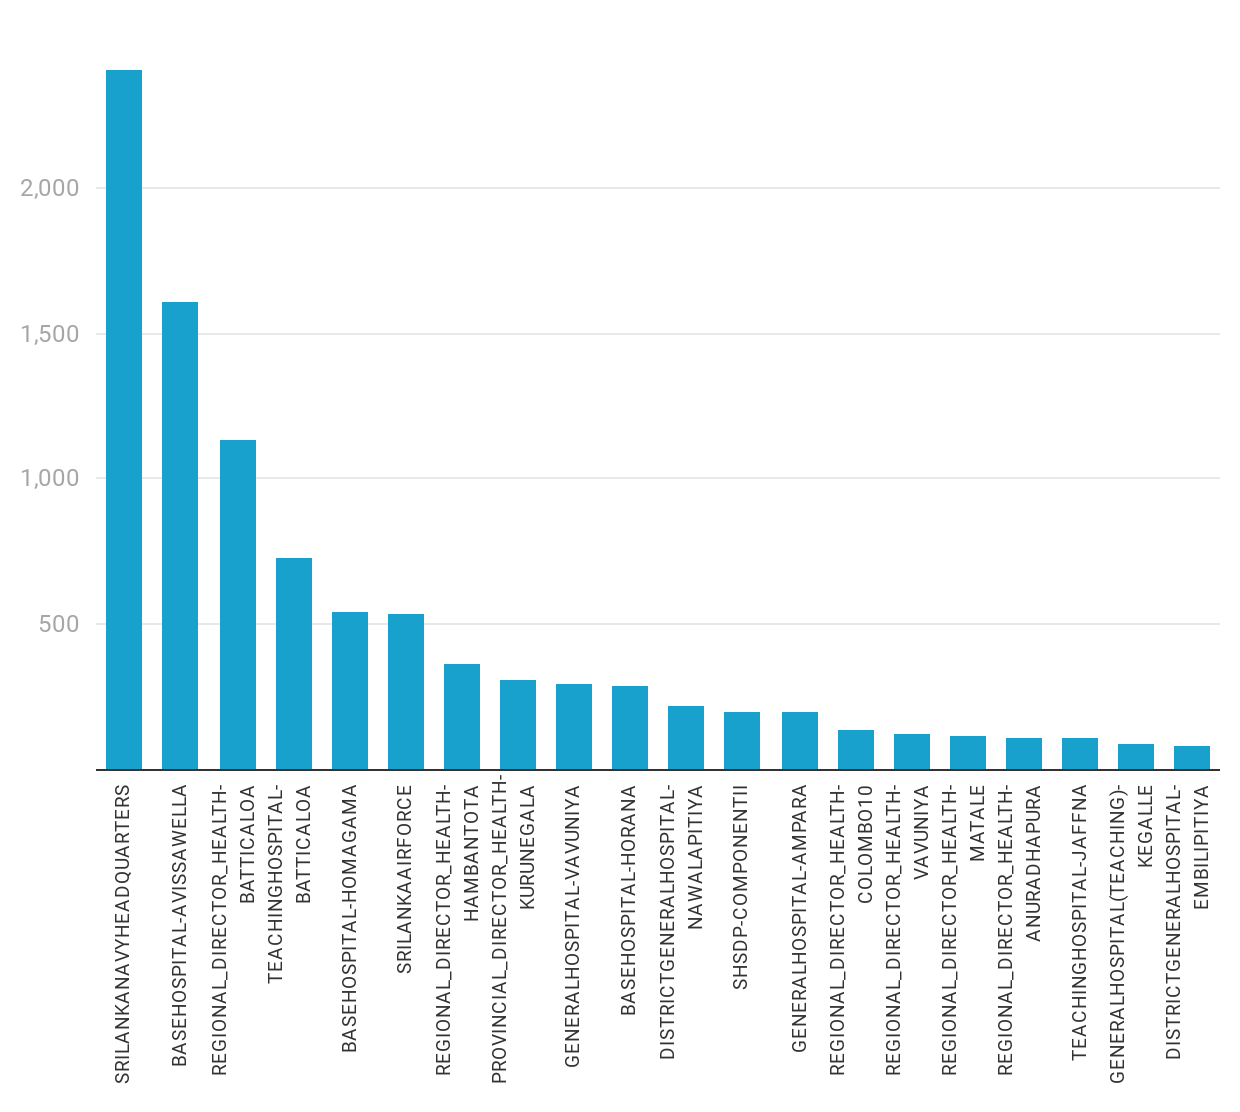 2,000
1,500
1,000
500
SRILANKANAVYHEADQUARTERS
BASEHOSPITAL-AVISSAWELLA
REGIONAL_DIRECTOR_HEALTH-
BATTICALOA
TEACHINGHOSPITAL-
BATTICALOA
BASEHOSPITAL-HOMAGAMA
SRILANKAAIRFORCE
REGIONAL_DIRECTOR_HEALTH-
HAMBANTOTA
PROVINCIAL_DIRECTOR_HEALTH-
KURUNEGALA
GENERALHOSPITAL-VAVUNIYA
BASEHOSPITAL-HORANA
DISTRICTGENERALHOSPITAL-
NAWALAPITIYA
SHSDP-COMPONENTII
GENERALHOSPITAL-AMPARA
REGIONAL_DIRECTOR_HEALTH-
COLOMBO10
REGIONAL_DIRECTOR_HEALTH-
VAVUNIYA
REGIONAL_DIRECTOR_HEALTH-
MATALE
REGIONAL_DIRECTOR_HEALTH-
ANURADHAPURA
TEACHINGHOSPITAL-JAFFNA
GENERALHOSPITAL(TEACHING)-
KEGALLE
DISTRICTGENERALHOSPITAL-
EMBILIPITIYA